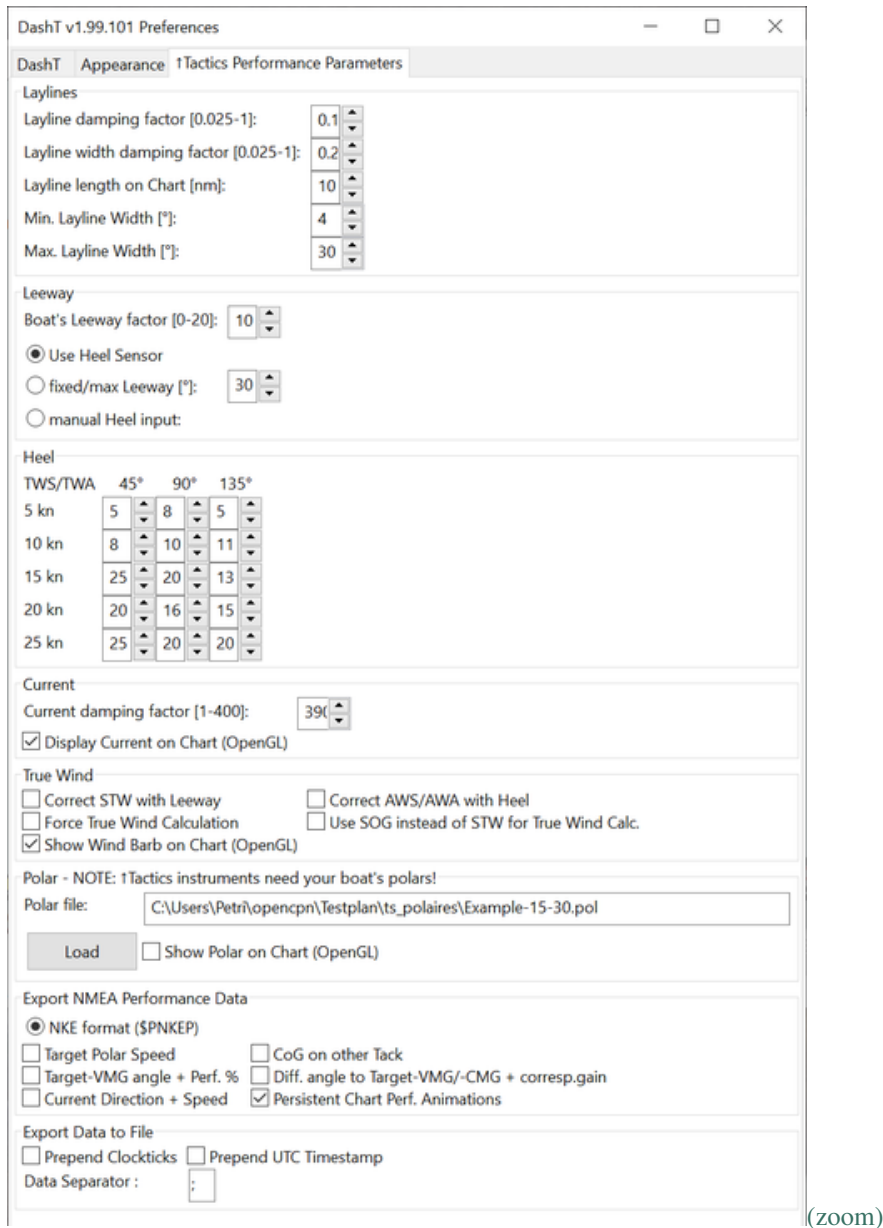 DashT v1.99.101 Preferences
DashT Appearance †Tactics Performance Parameters
Laylines
Layline damping factor [0.025-1]: 0.1
Layline width damping factor [0.025-1]: 0.2
Layline length on Chart [nm]: 10
Min. Layline Width [°]: 4
Max. Layline Width [°]: 30
Leeway
Boat's Leeway factor [0-20]: 10
Use Heel Sensor
fixed/max Leeway [°]: 30
manual Heel input:
Heel
TWS/TWA 45° 90° 135°
5 kn 5 8 5
10 kn 8 10 11
15 kn 25 20 13
20 kn 20 16 15
25 kn 25 20 20
Current
Current damping factor [1-400]: 390
Display Current on Chart (OpenGL)
True Wind
Correct STW with Leeway Correct AWS/AWA with Heel
Force True Wind Calculation Use SOG instead of STW for True Wind Calc.
Show Wind Barb on Chart (OpenGL)
Polar - NOTE: †Tactics instruments need your boat's polars!
Polar file: C:\Users\Petri\opencpn\Testplan\ts_polaires\Example-15-30.pol
Load Show Polar on Chart (OpenGL)
Export NMEA Performance Data
NKE format ($PNKEP)
Target Polar Speed CoG on other Tack
Target-VMG angle + Perf. % Diff. angle to Target-VMG/-CMG + corresp.gain
Current Direction + Speed Persistent Chart Perf. Animations
Export Data to File
Prepend Clockticks Prepend UTC Timestamp
Data Separator : ;
(zoom)